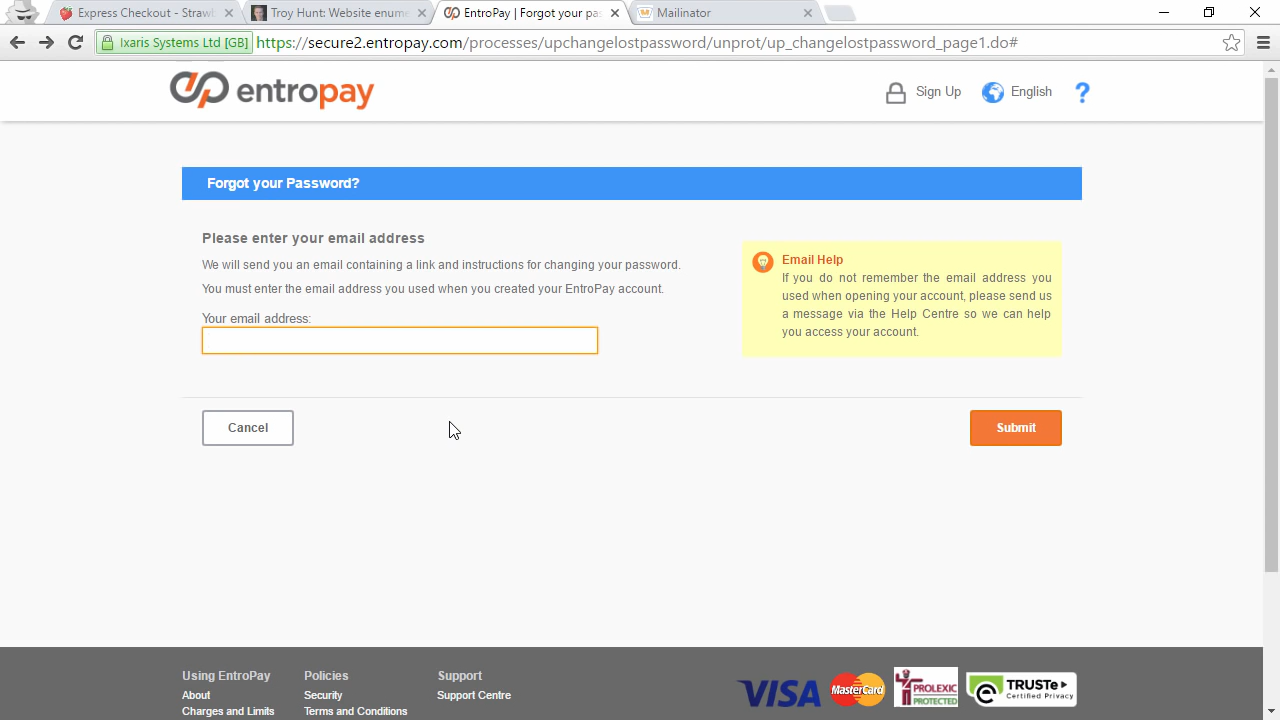 Express Checkout - Strawb
Troy Hunt: Website enume
EntroPay | Forgot your pa
Mailinator
Ixaris Systems Ltd [GB]
https://secure2.entropay.com/processes/upchangelostpassword/unprot/up_changelostpassword_page1.do#
entropay
Sign Up
English
?
Forgot your Password?
Please enter your email address
We will send you an email containing a link and instructions for changing your password.
You must enter the email address you used when you created your EntroPay account.
Your email address:
Email Help
If you do not remember the email address you
used when opening your account, please send us
a message via the Help Centre so we can help
you access your account.
Cancel
Submit
Using EntroPay
About
Charges and Limits
Policies
Security
Terms and Conditions
Support
Support Centre
VISA
MasterCard
PROLEXIC
PROTECTED
TRUSTe
Certified Privacy